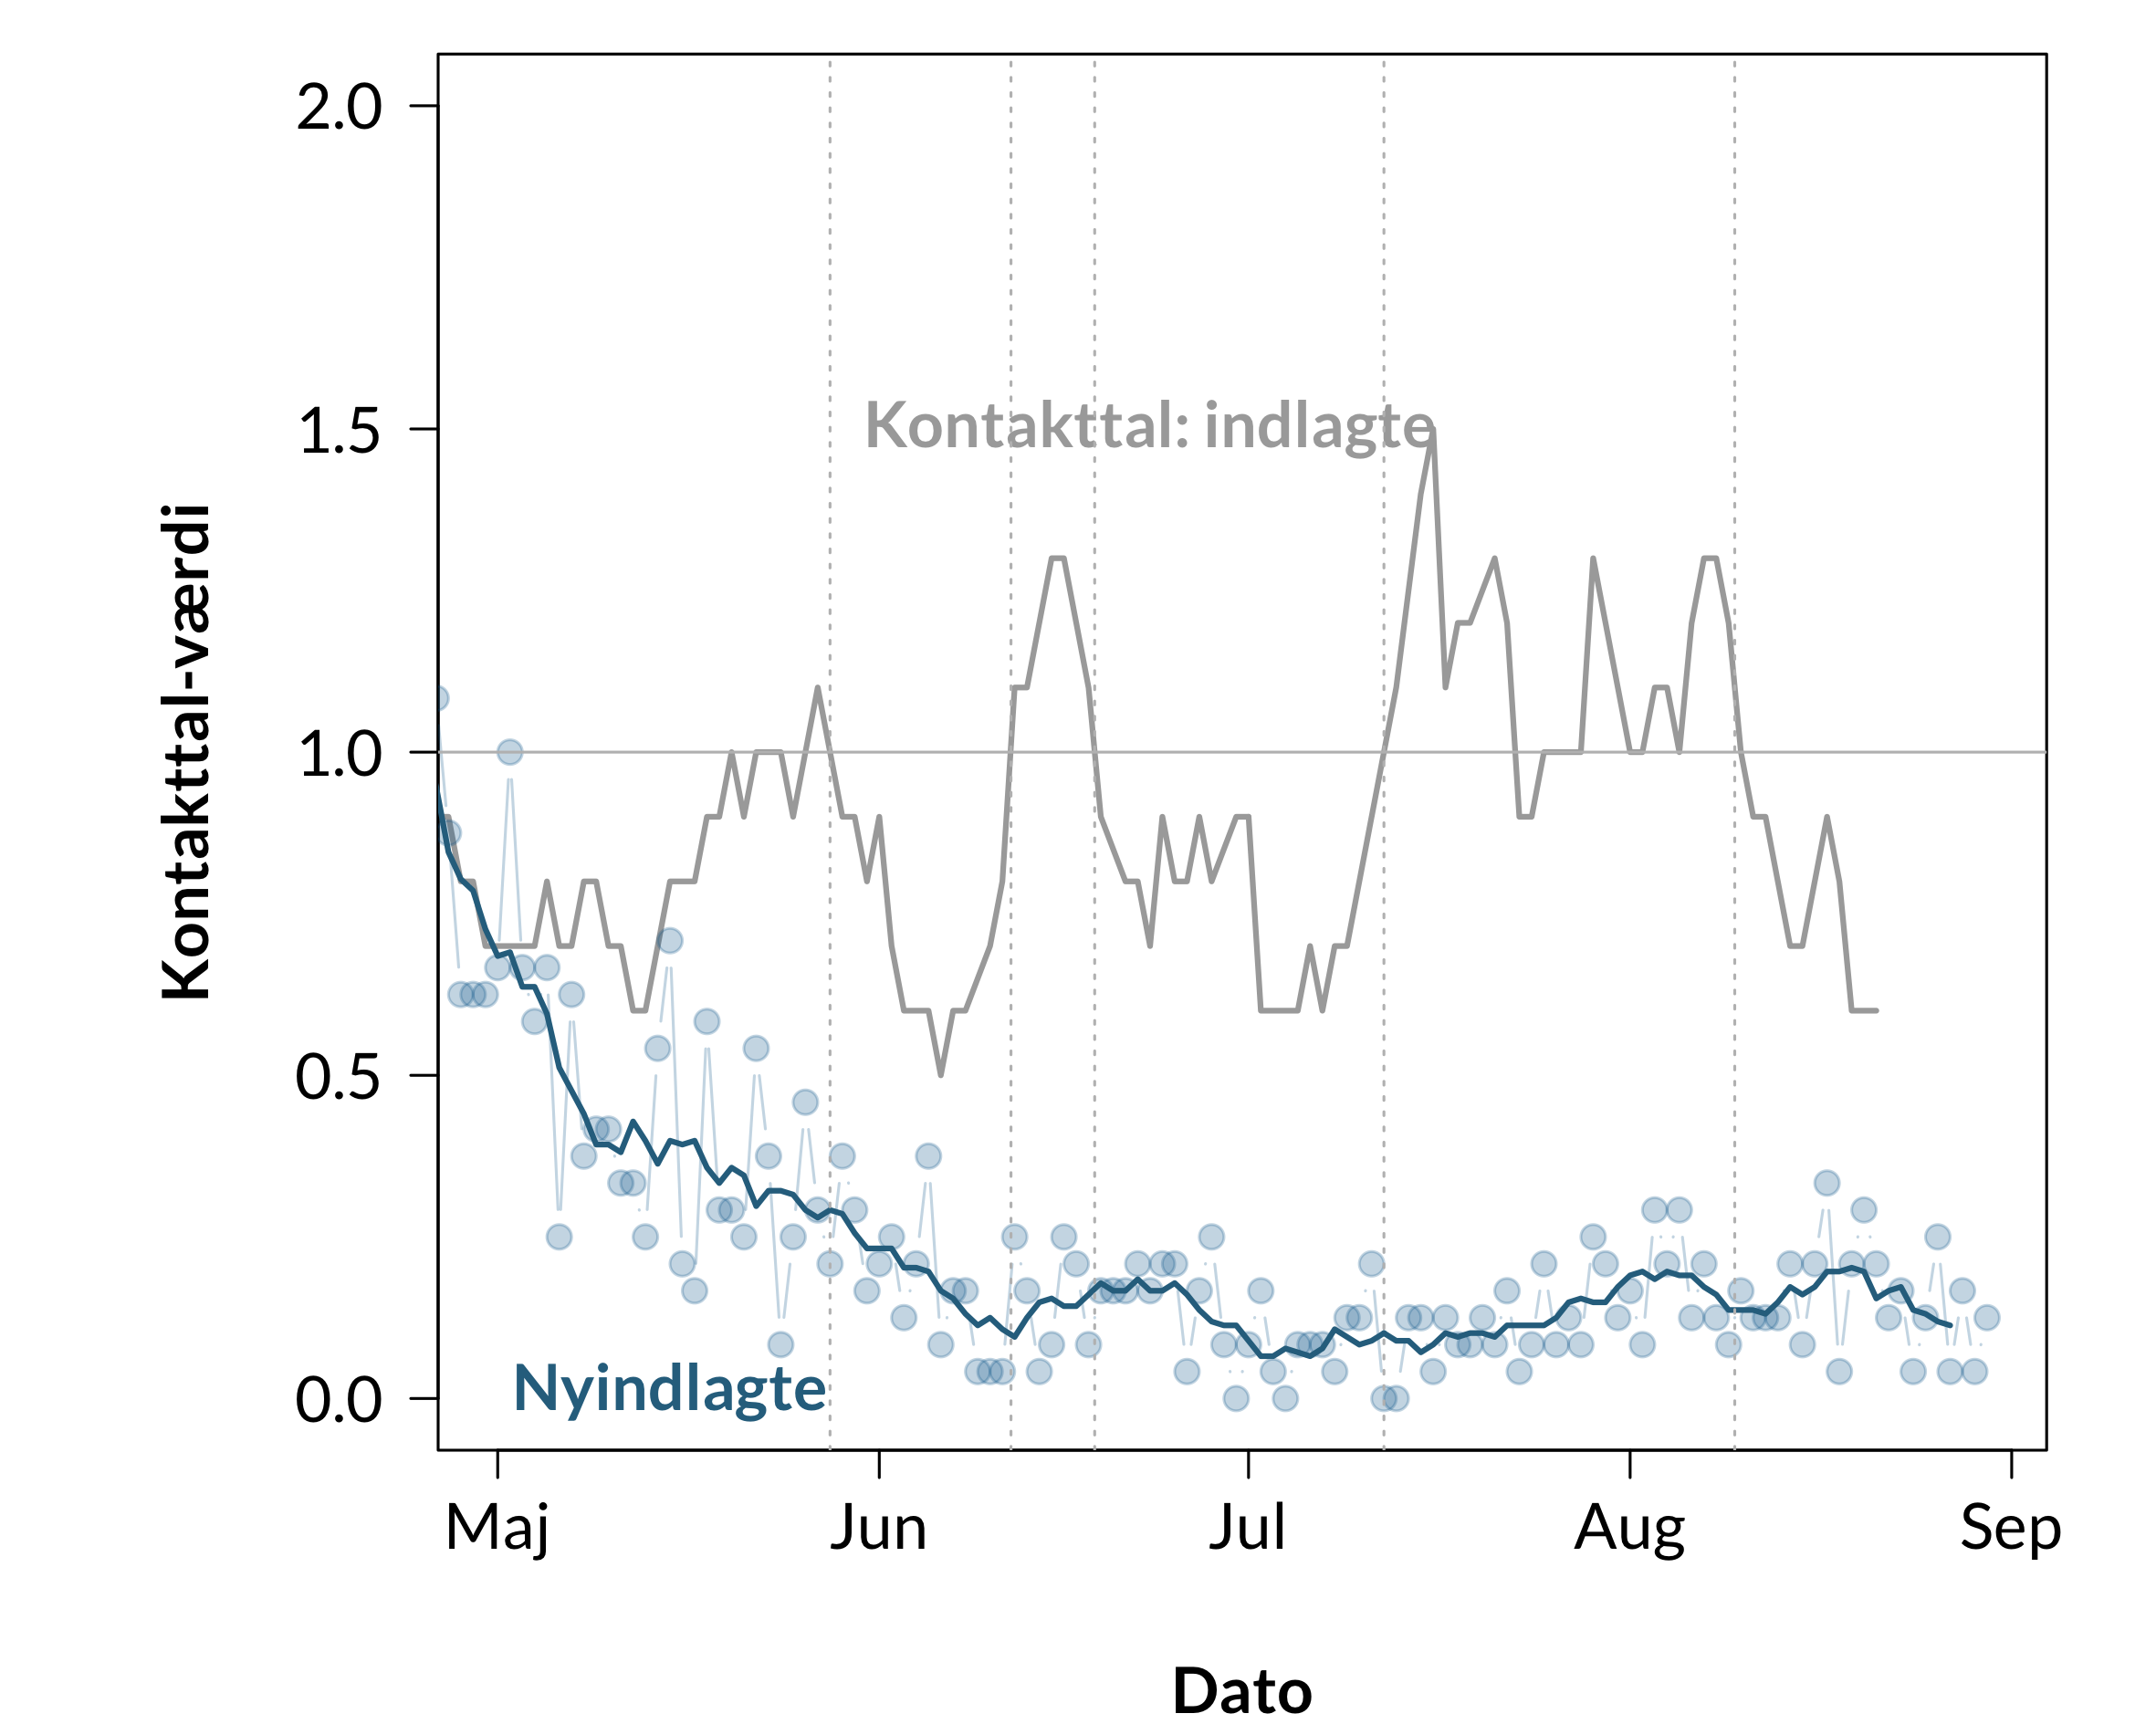 2.0
1.5
1.0
0.5
0.0
Kontakttal-værdi
Kontakttal: indlagte
Nyindlagte
Maj Jun Jul Aug Sep
Dato